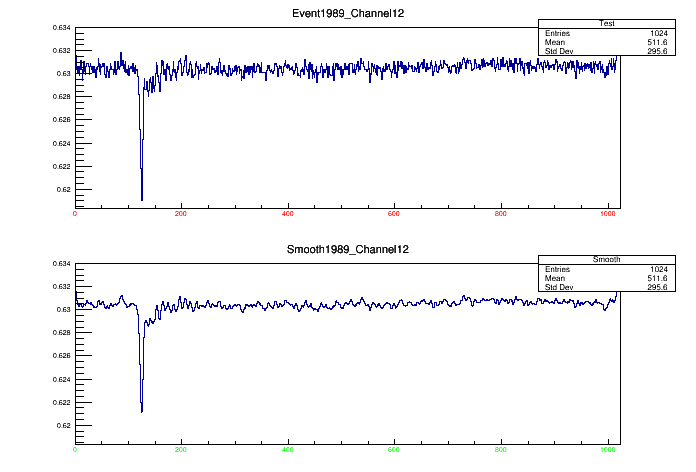 Event1989_Channel12
Test
Entries 1024
Mean 511.6
Std Dev 295.6
0.634
0.632
0.63
0.628
0.626
0.624
0.622
0.62
0 200 400 600 800 1000
Smooth1989_Channel12
Smooth
Entries 1024
Mean 511.6
Std Dev 295.6
0.634
0.632
0.63
0.628
0.626
0.624
0.622
0.62
0 200 400 600 800 1000